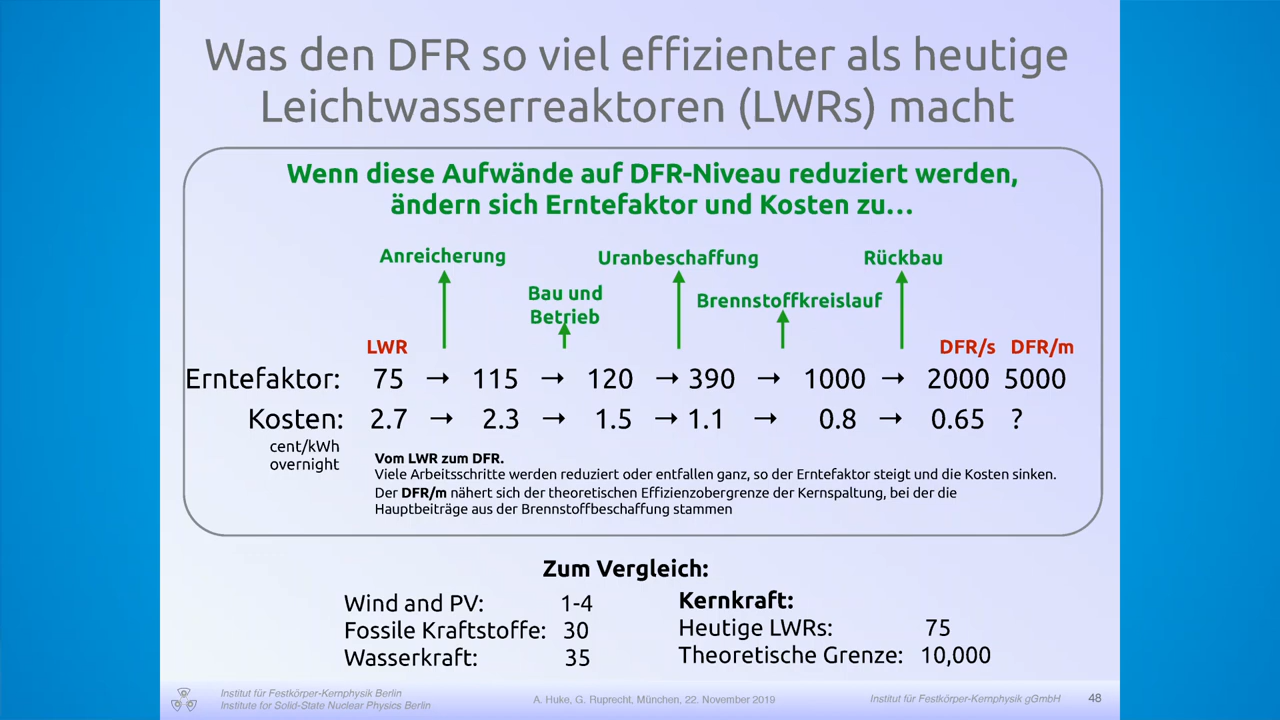 Was den DFR so viel effizienter als heutige
Leichtwasserreaktoren (LWRs) macht
Wenn diese Aufwände auf DFR-Niveau reduziert werden,
ändern sich Erntefaktor und Kosten zu...
Anreicherung
Uranbeschaffung
Rückbau
Bau und
Betrieb
Brennstoffkreislauf
LWR
DFR/s DFR/m
Erntefaktor: 75 → 115 → 120 → 390 → 1000 → 2000 5000
Kosten: 2.7 → 2.3 → 1.5 → 1.1 → 0.8 → 0.65 ?
cent/kWh
overnight
Vom LWR zum DFR.
Viele Arbeitsschritte werden reduziert oder entfallen ganz, so der Erntefaktor steigt und die Kosten sinken.
Der DFR/m nähert sich der theoretischen Effizienzobergrenze der Kernspaltung, bei der die
Hauptbeiträge aus der Brennstoffbeschaffung stammen
Zum Vergleich:
Wind and PV: 1-4
Fossile Kraftstoffe: 30
Wasserkraft: 35
Kernkraft:
Heutige LWRs: 75
Theoretische Grenze: 10,000
Institut für Festkörper-Kernphysik Berlin
Institute for Solid-State Nuclear Physics Berlin
A. Huke, G. Ruprecht, München, 22. November 2019
Institut für Festkörper-Kernphysik gGmbH
48